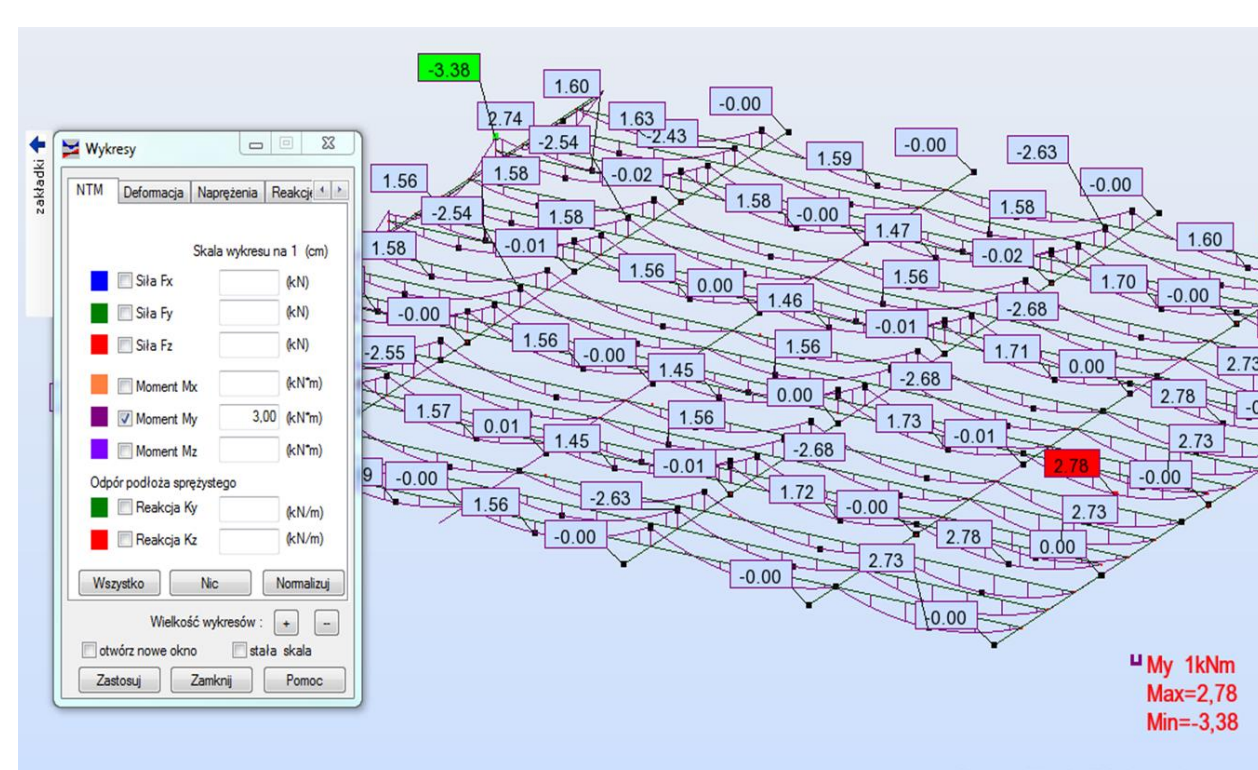 zakładki
Wykresy
NTM Deformacja Naprężenia Reakcje
Skala wykresu na 1 (cm)
Siła Fx (kN)
Siła Fy (kN)
Siła Fz (kN)
Moment Mx (kN*m)
Moment My 3,00 (kN*m)
Moment Mz (kN*m)
Odpór podłoża sprężystego
Reakcja Ky (kN/m)
Reakcja Kz (kN/m)
Wszystko Nic Normalizuj
Wielkość wykresów : + -
otwórz nowe okno stała skala
Zastosuj Zamknij Pomoc
-3.38
1.60
2.74 1.63 -0.00
-2.54 -2.43 1.59 -0.00 -2.63
1.56 1.58 -0.02 -0.00
-2.54 1.58 1.58 -0.00 1.58
1.58 -0.01 1.47 -0.02 1.60
1.56 0.00 1.56 1.70 -0.00
-0.00 1.46 -0.01 -2.68
-2.55 1.56 -0.00 1.56 1.71 0.00 2.73
1.45 0.00 -2.68 2.78
1.57 0.01 1.56 1.73 -0.01 2.73
1.45 -0.01 -2.68 2.78 -0.00
9 -0.00 1.56 -2.63 1.72 -0.00 2.73
-0.00 2.78 0.00
-0.00 2.73
-0.00
My 1kNm
Max=2,78
Min=-3,38